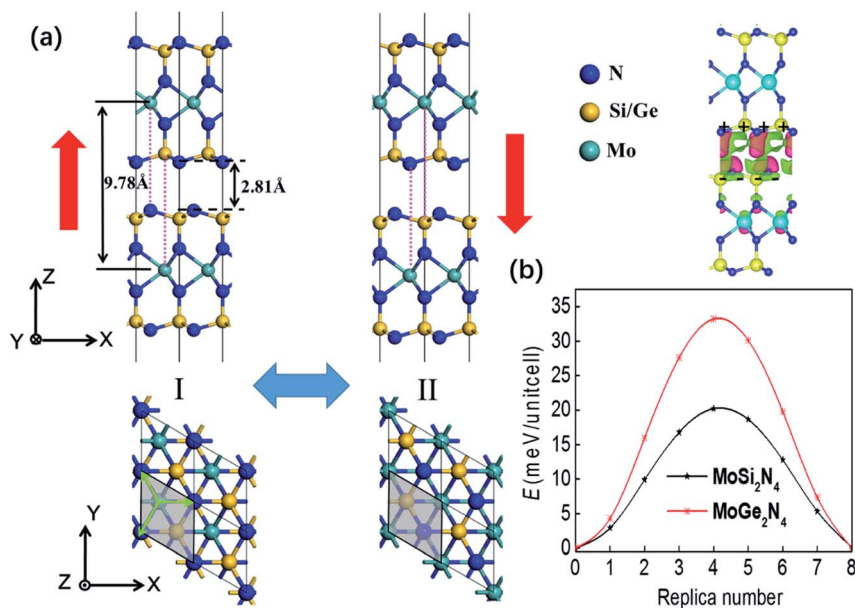 (a)
9.78Å
2.81Å
Z
Y
X
I
II
Y
Z
X
N
Si/Ge
Mo
+ + + +
- - - -
(b)
E (meV/unitcell)
35
30
25
20
15
10
5
0
MoSi₂N₄
MoGe₂N₄
0 1 2 3 4 5 6 7 8
Replica number